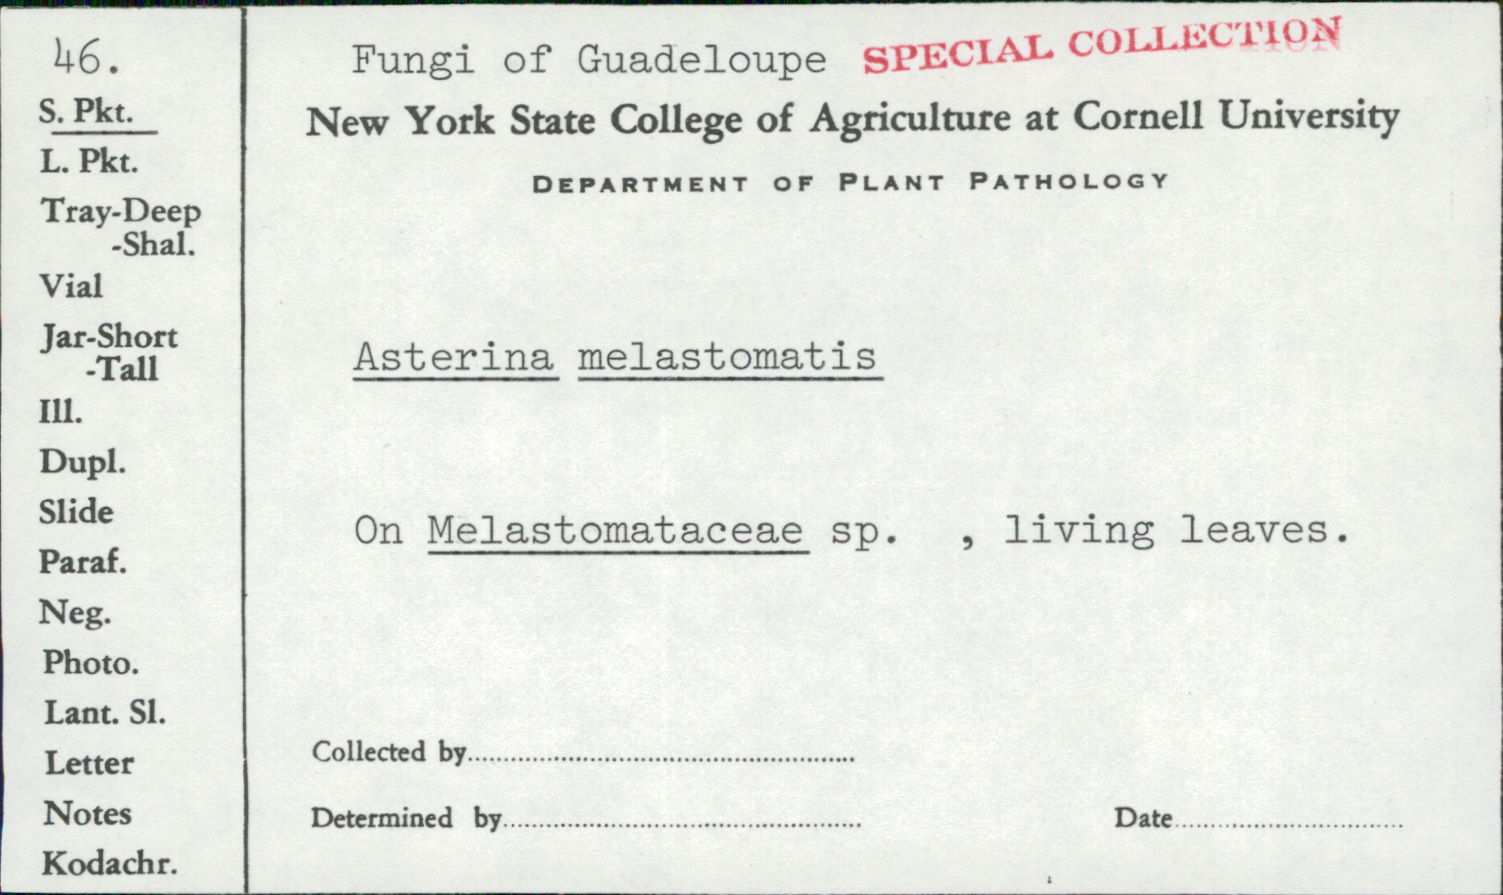 46.
S. Pkt.
L. Pkt.
Tray-Deep
-Shal.
Vial
Jar-Short
-Tall
Ill.
Dupl.
Slide
Paraf.
Neg.
Photo.
Lant. Sl.
Letter
Notes
Kodachr.
Fungi of Guadeloupe SPECIAL COLLECTION
New York State College of Agriculture at Cornell University
DEPARTMENT OF PLANT PATHOLOGY
Asterina melastomatis
On Melastomataceae sp. , living leaves.
Collected by
Determined by Date